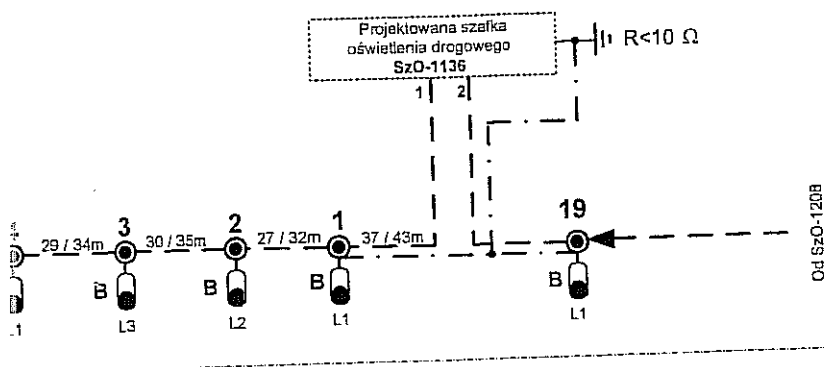 Projektowana szafka
oświetlenia drogowego
SzO-1136
R<10 Ω
1 2
3 2 1 19
29 / 34m 30 / 35m 27 / 32m 37 / 43m
B B B B
L3 L2 L1 L1
Od SzO-1208